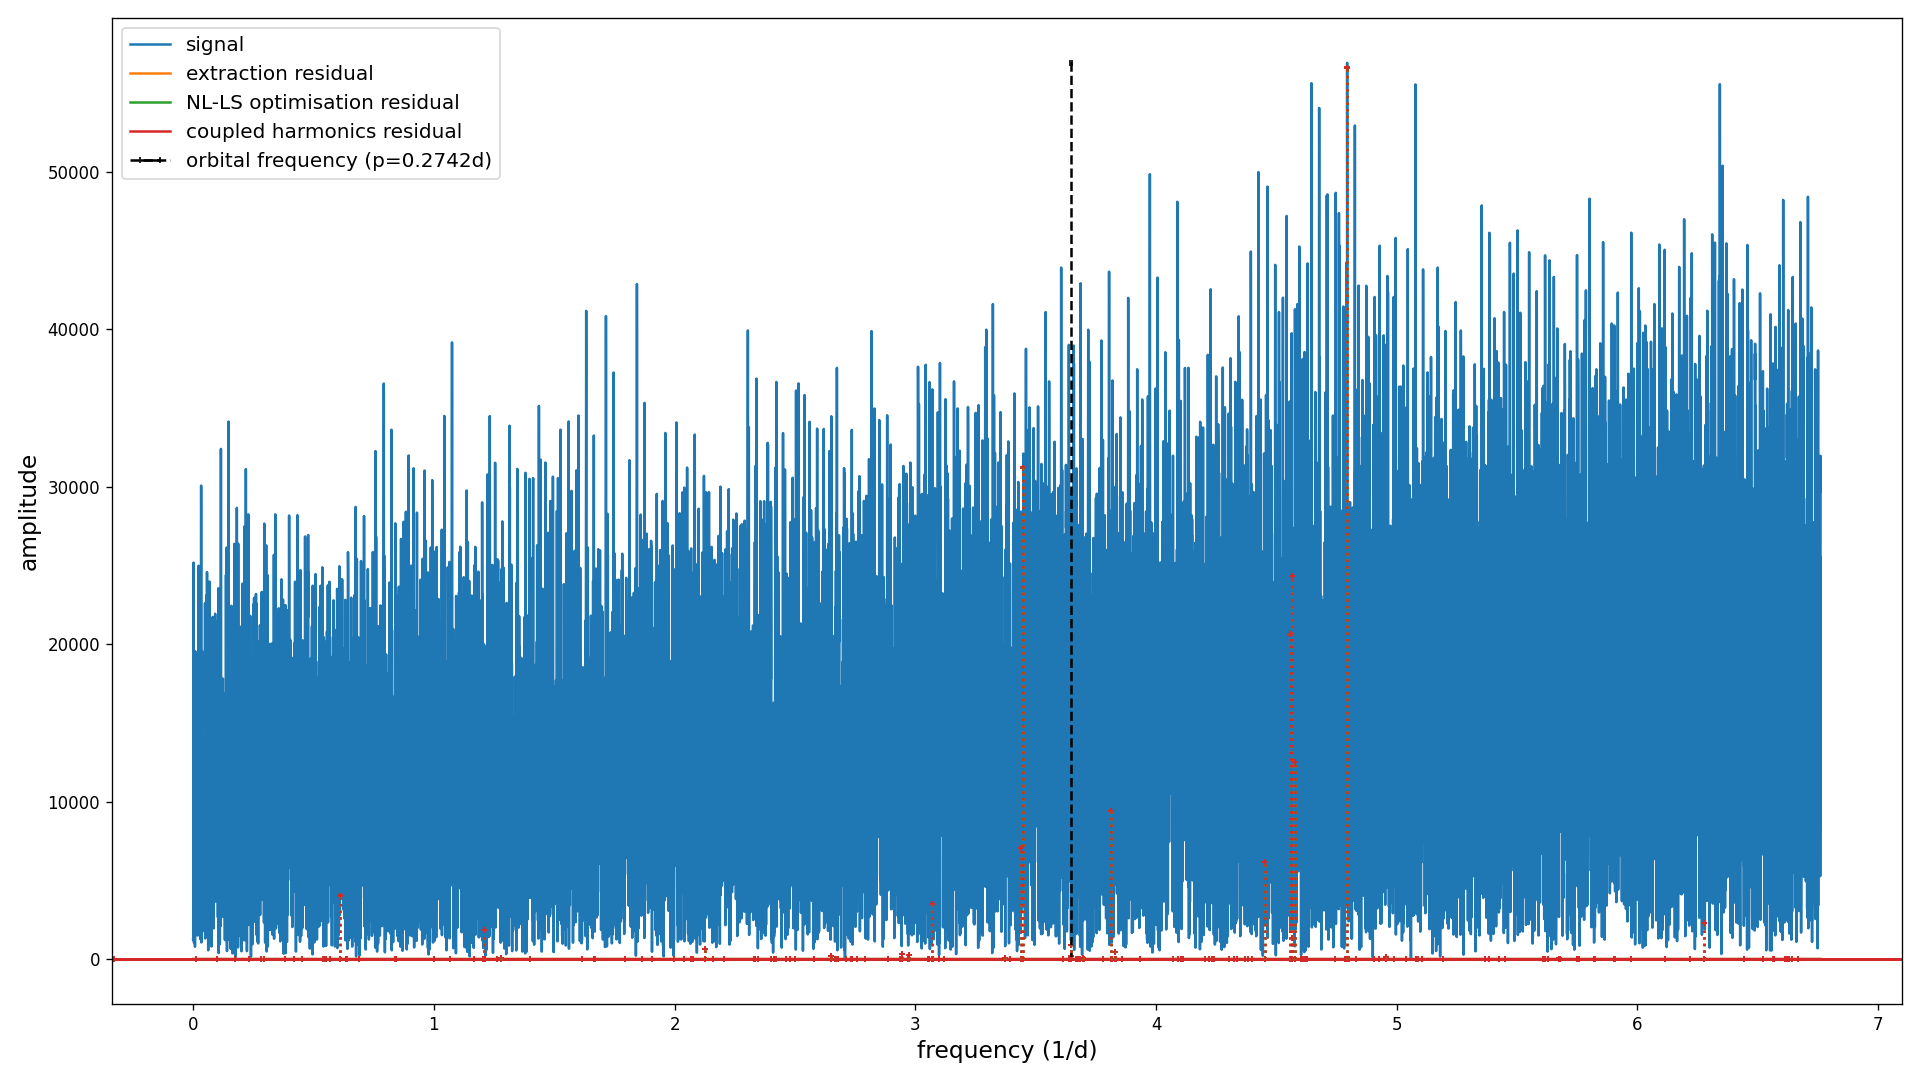 signal
extraction residual
NL-LS optimisation residual
coupled harmonics residual
orbital frequency (p=0.2742d)
amplitude
50000
40000
30000
20000
10000
0
0 1 2 3 4 5 6 7
frequency (1/d)